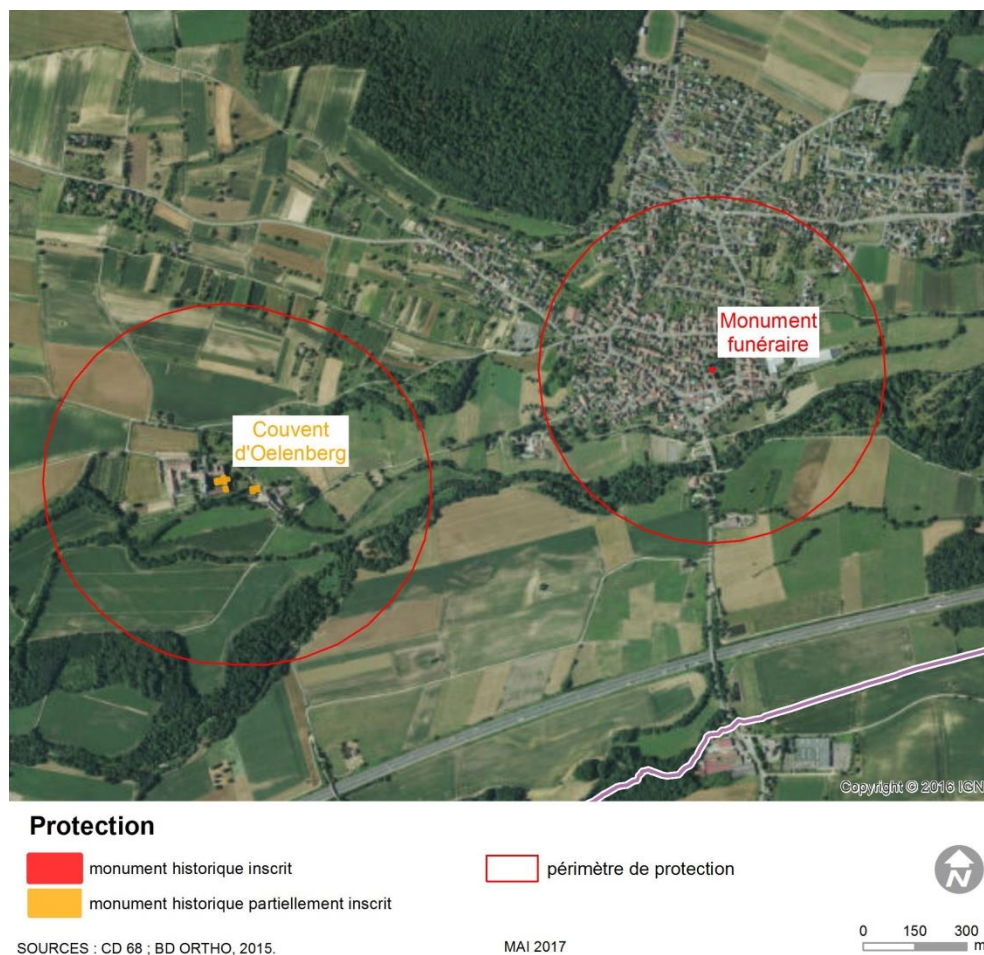 Monument
funéraire
Couvent
d'Oelenberg
Copyright © 2016 IGN
Protection
monument historique inscrit
périmètre de protection
monument historique partiellement inscrit
N
SOURCES : CD 68 ; BD ORTHO, 2015.
MAI 2017
0 150 300
m